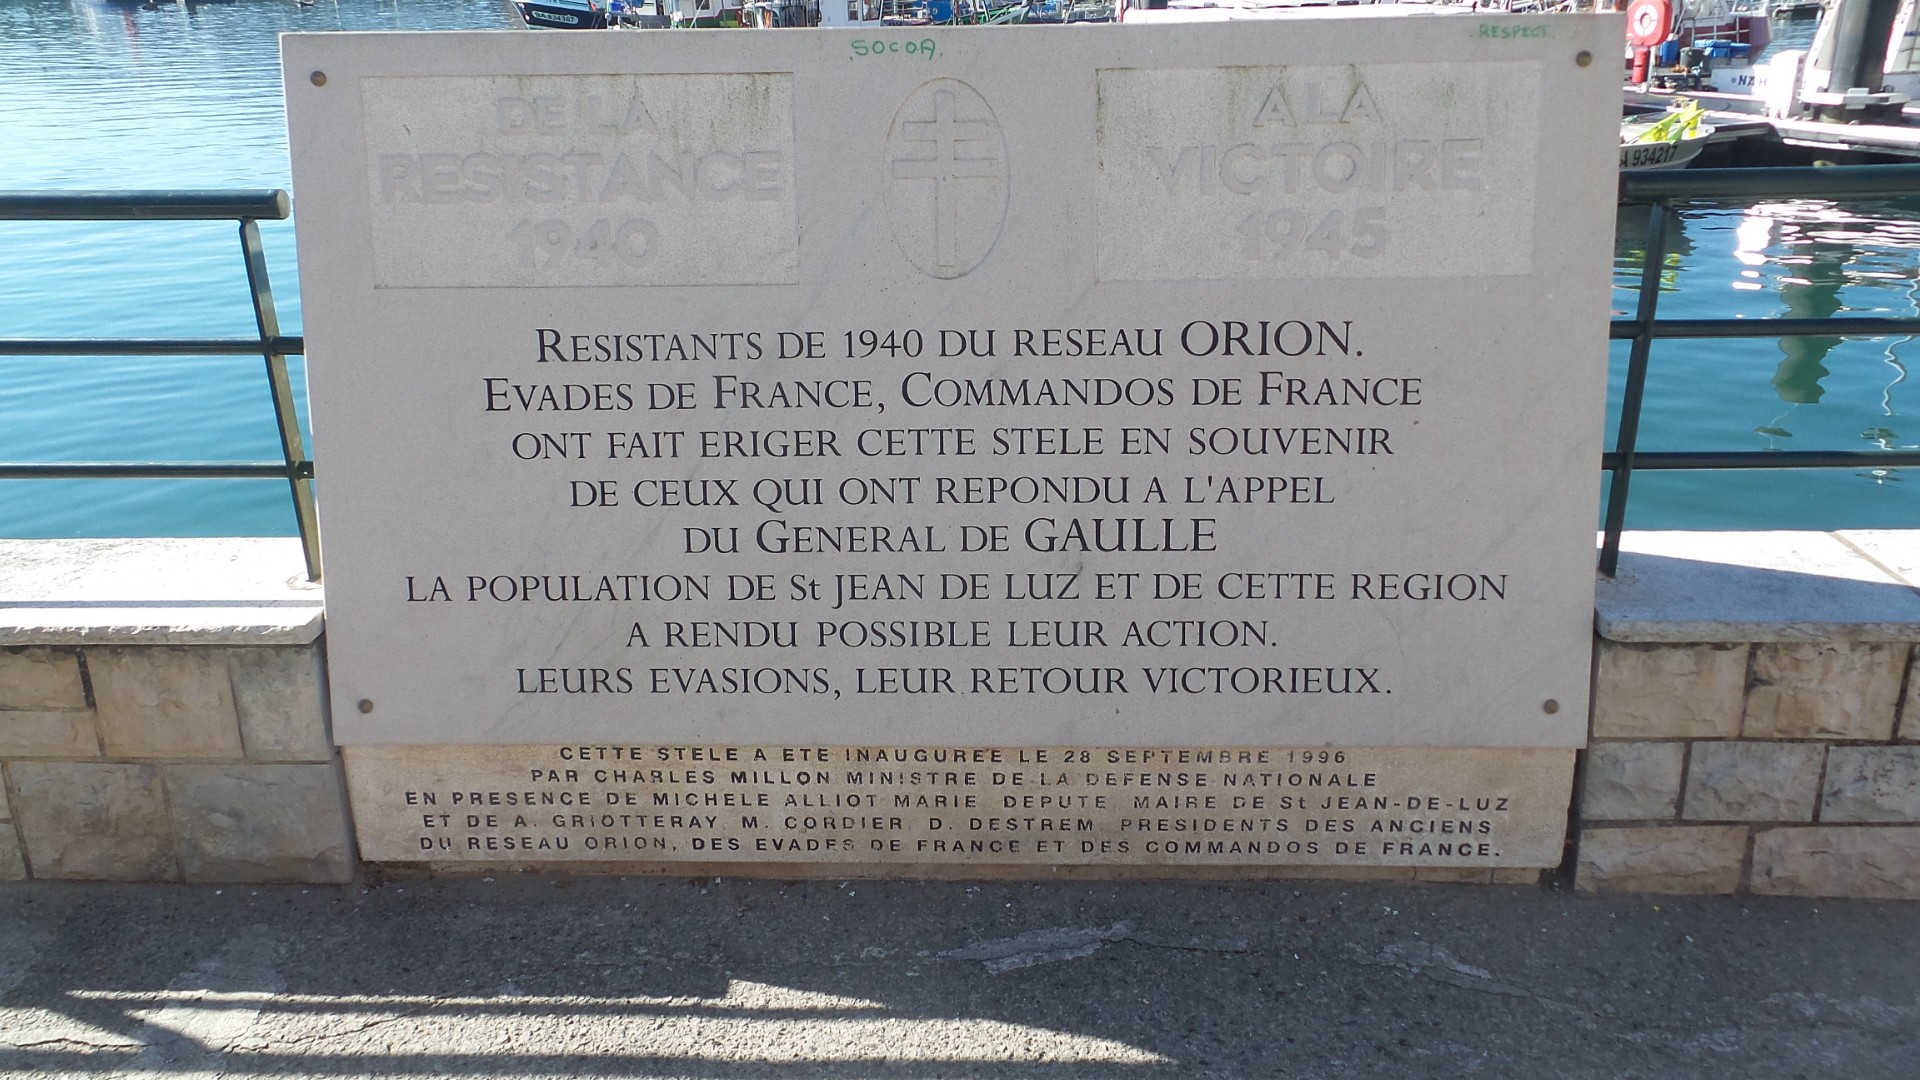 BA 634367
SOCOA
RESPECT
DE LA
RESISTANCE
1940
A LA
VICTOIRE
1945
A 934217
RESISTANTS DE 1940 DU RESEAU ORION.
EVADES DE FRANCE, COMMANDOS DE FRANCE
ONT FAIT ERIGER CETTE STELE EN SOUVENIR
DE CEUX QUI ONT REPONDU A L'APPEL
DU GENERAL DE GAULLE
LA POPULATION DE St JEAN DE LUZ ET DE CETTE REGION
A RENDU POSSIBLE LEUR ACTION.
LEURS EVASIONS, LEUR RETOUR VICTORIEUX.
CETTE STELE A ETE INAUGUREE LE 28 SEPTEMBRE 1996
PAR CHARLES MILLON MINISTRE DE LA DEFENSE NATIONALE
EN PRESENCE DE MICHELE ALLIOT MARIE DEPUTE MAIRE DE St JEAN-DE-LUZ
ET DE A. GRIOTTERAY M. CORDIER D. DESTREM PRESIDENTS DES ANCIENS
DU RESEAU ORION, DES EVADES DE FRANCE ET DES COMMANDOS DE FRANCE.